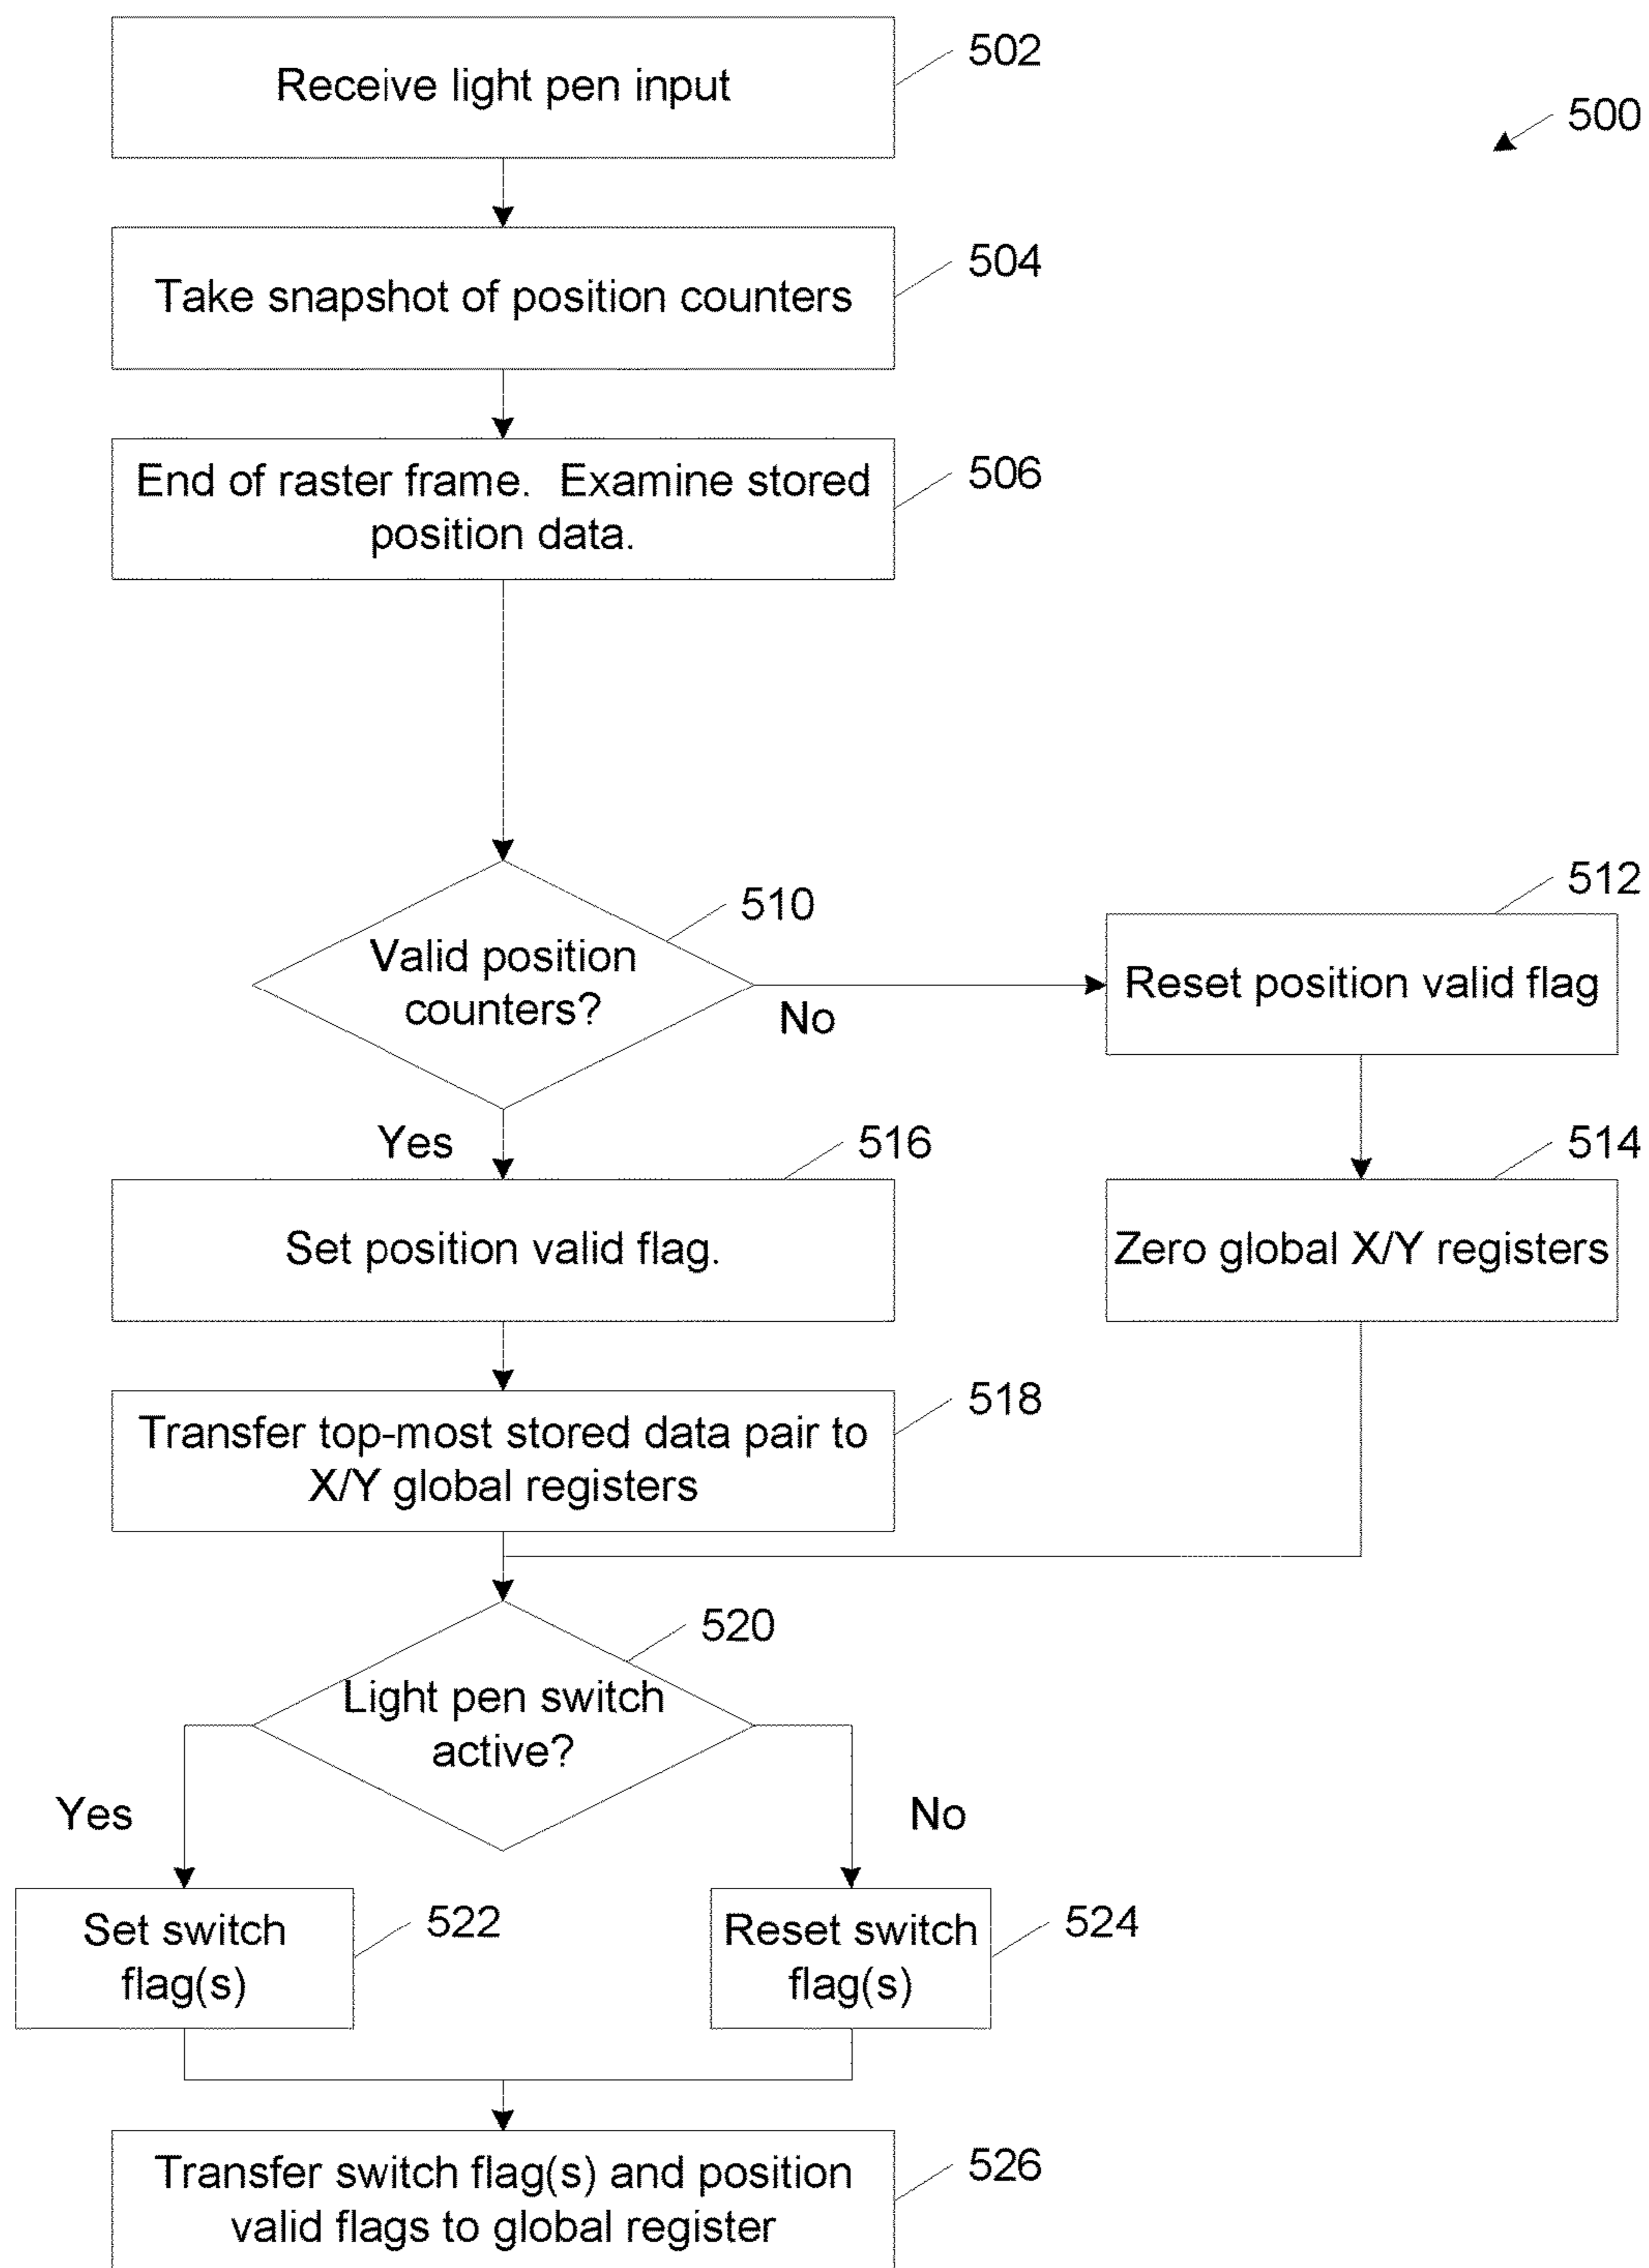 Receive light pen input
502
500
Take snapshot of position counters
504
End of raster frame.  Examine stored
position data.
506
Valid position
counters?
510
No
Yes
Reset position valid flag
512
Set position valid flag.
516
Zero global X/Y registers
514
Transfer top-most stored data pair to
X/Y global registers
518
Light pen switch
active?
520
Yes
No
Set switch
flag(s)
522
Reset switch
flag(s)
524
Transfer switch flag(s) and position
valid flags to global register
526